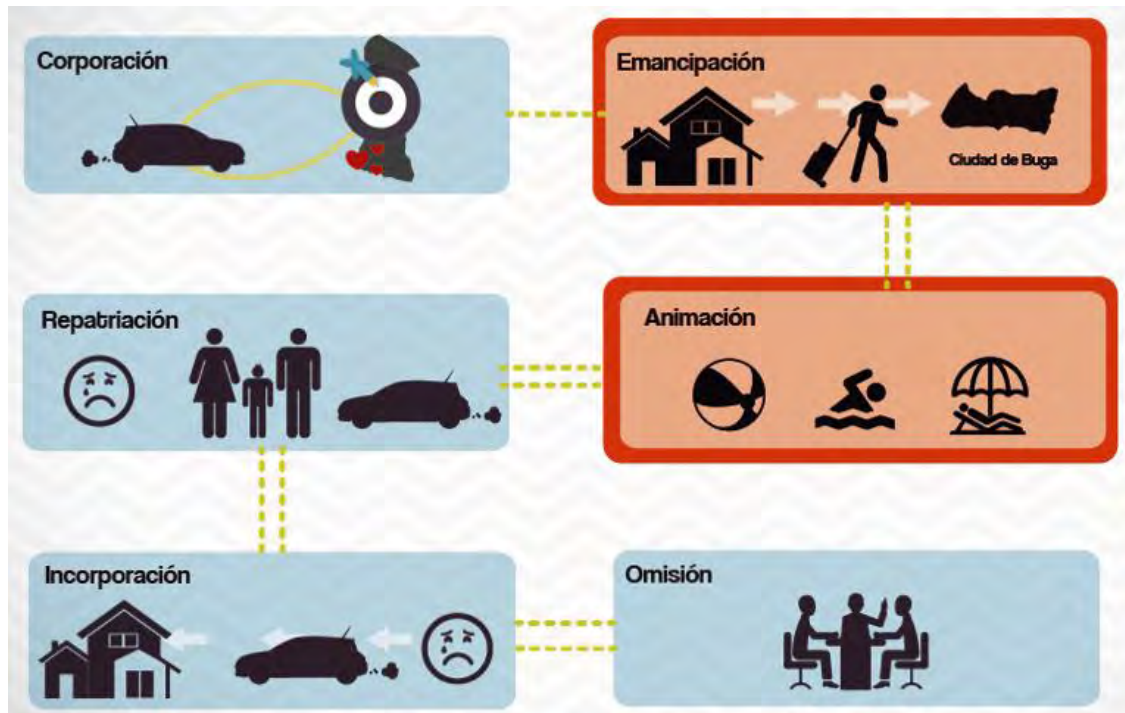 Corporación
Emancipación
Ciudad de Buga
Animación
Repatriación
Incorporación
Omisión